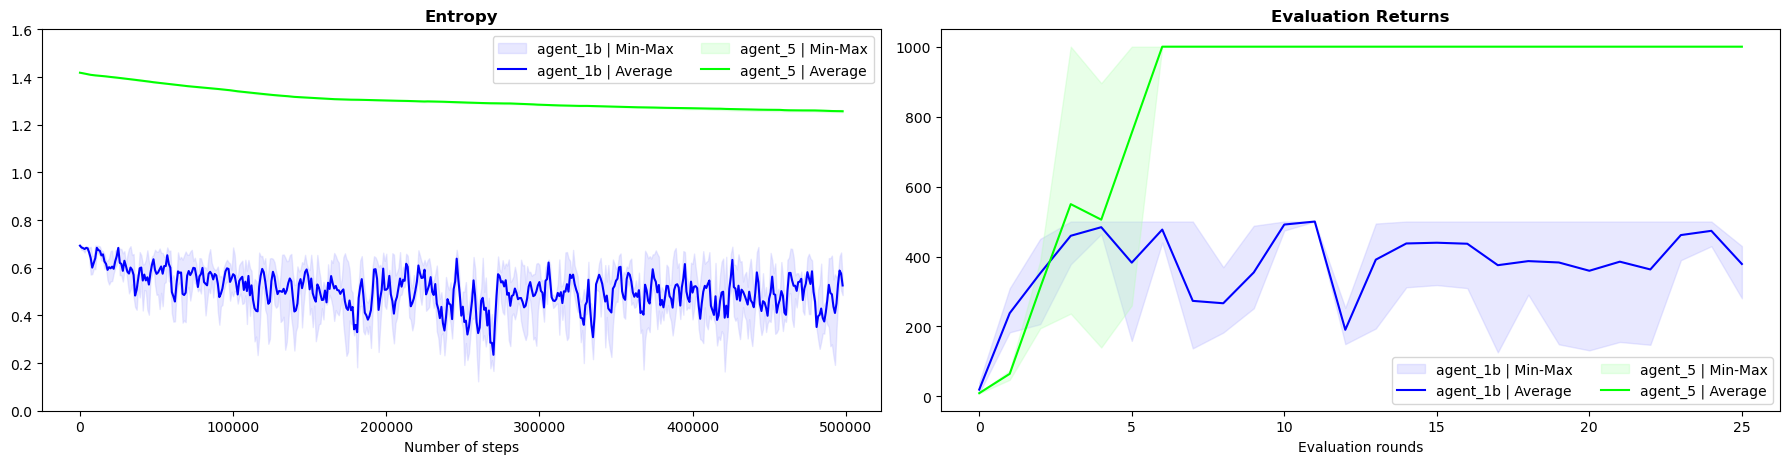 Entropy
1.6
1.4
1.2
1.0
0.8
0.6
0.4
0.2
0.0
agent_1b | Min-Max
agent_1b | Average
agent_5 | Min-Max
agent_5 | Average
0
100000
200000
300000
400000
500000
Number of steps
Evaluation Returns
1000
800
600
400
200
0
agent_1b | Min-Max
agent_1b | Average
agent_5 | Min-Max
agent_5 | Average
0
5
10
15
20
25
Evaluation rounds